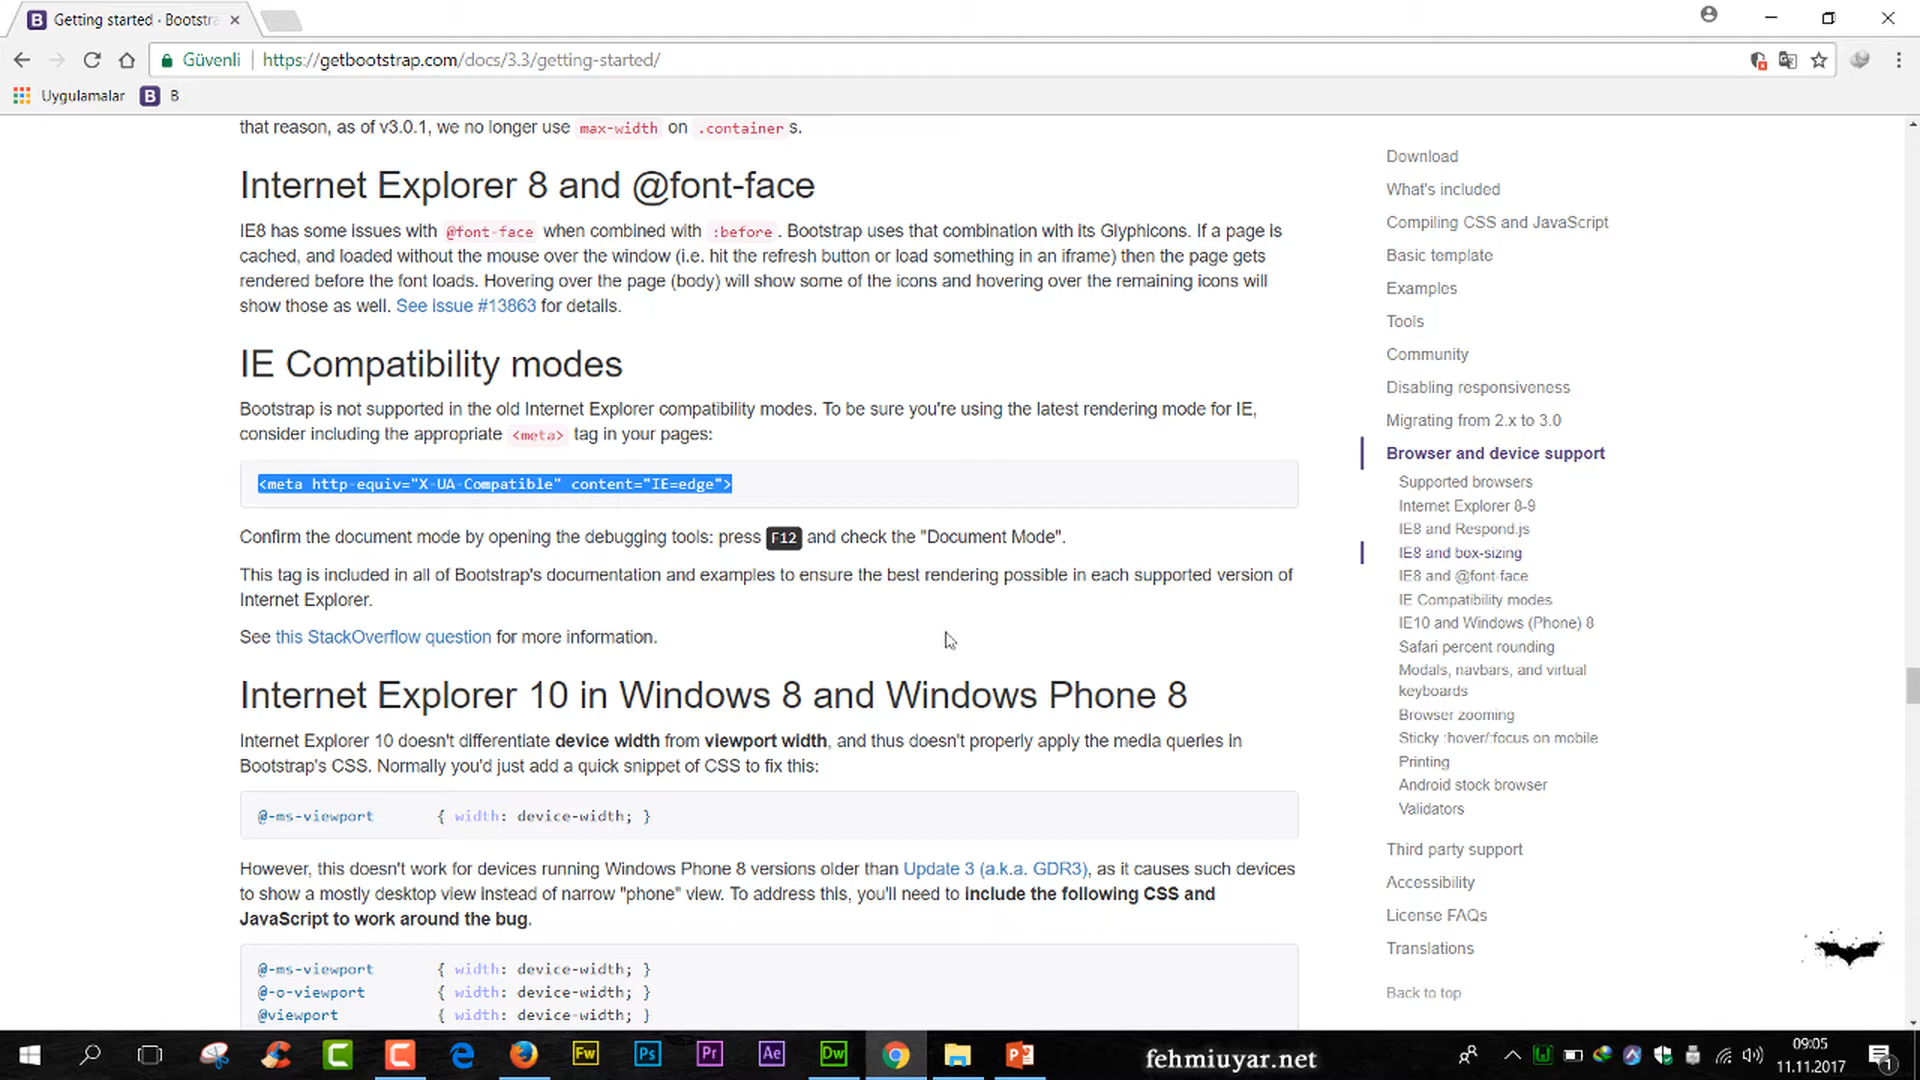 Getting started · Bootstra
Güvenli
https://getbootstrap.com/docs/3.3/getting-started/
Uygulamalar
B
B
that reason, as of v3.0.1, we no longer use max-width on .container s.
Internet Explorer 8 and @font-face
IE8 has some issues with @font-face when combined with :before . Bootstrap uses that combination with its Glyphicons. If a page is
cached, and loaded without the mouse over the window (i.e. hit the refresh button or load something in an iframe) then the page gets
rendered before the font loads. Hovering over the page (body) will show some of the icons and hovering over the remaining icons will
show those as well. See issue #13863 for details.
IE Compatibility modes
Bootstrap is not supported in the old Internet Explorer compatibility modes. To be sure you're using the latest rendering mode for IE,
consider including the appropriate <meta> tag in your pages:
<meta http-equiv="X-UA-Compatible" content="IE=edge">
Confirm the document mode by opening the debugging tools: press F12 and check the "Document Mode".
This tag is included in all of Bootstrap's documentation and examples to ensure the best rendering possible in each supported version of
Internet Explorer.
See this StackOverflow question for more information.
Internet Explorer 10 in Windows 8 and Windows Phone 8
Internet Explorer 10 doesn't differentiate device width from viewport width, and thus doesn't properly apply the media queries in
Bootstrap's CSS. Normally you'd just add a quick snippet of CSS to fix this:
@-ms-viewport { width: device-width; }
However, this doesn't work for devices running Windows Phone 8 versions older than Update 3 (a.k.a. GDR3), as it causes such devices
to show a mostly desktop view instead of narrow "phone" view. To address this, you'll need to include the following CSS and
JavaScript to work around the bug.
@-ms-viewport { width: device-width; }
@-o-viewport { width: device-width; }
@viewport { width: device-width; }
Download
What's included
Compiling CSS and JavaScript
Basic template
Examples
Tools
Community
Disabling responsiveness
Migrating from 2.x to 3.0
Browser and device support
Supported browsers
Internet Explorer 8-9
IE8 and Respond.js
IE8 and box-sizing
IE8 and @font-face
IE Compatibility modes
IE10 and Windows (Phone) 8
Safari percent rounding
Modals, navbars, and virtual
keyboards
Browser zooming
Sticky :hover/:focus on mobile
Printing
Android stock browser
Validators
Third party support
Accessibility
License FAQs
Translations
Back to top
Fw
Ps
Pr
Ae
Dw
fehmiuyar.net
09:05
11.11.2017
1